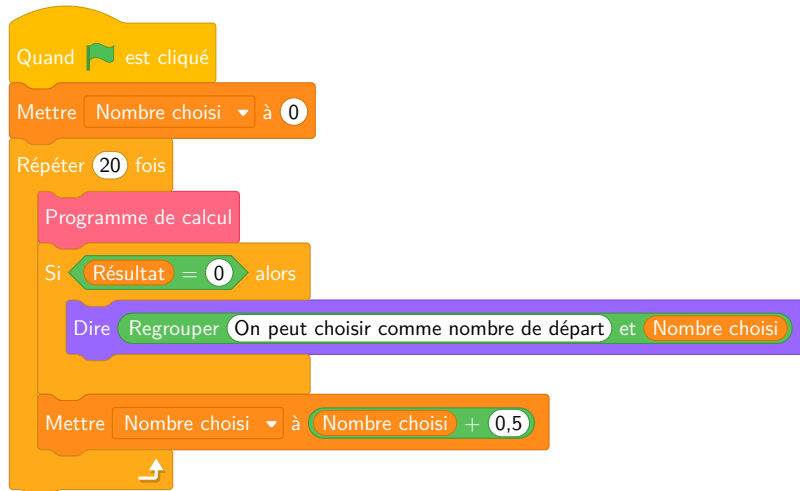 Quand est cliqué
Mettre Nombre choisi à 0
Répéter 20 fois
Programme de calcul
Si Résultat = 0 alors
Dire Regrouper On peut choisir comme nombre de départ et Nombre choisi
Mettre Nombre choisi à Nombre choisi + 0,5